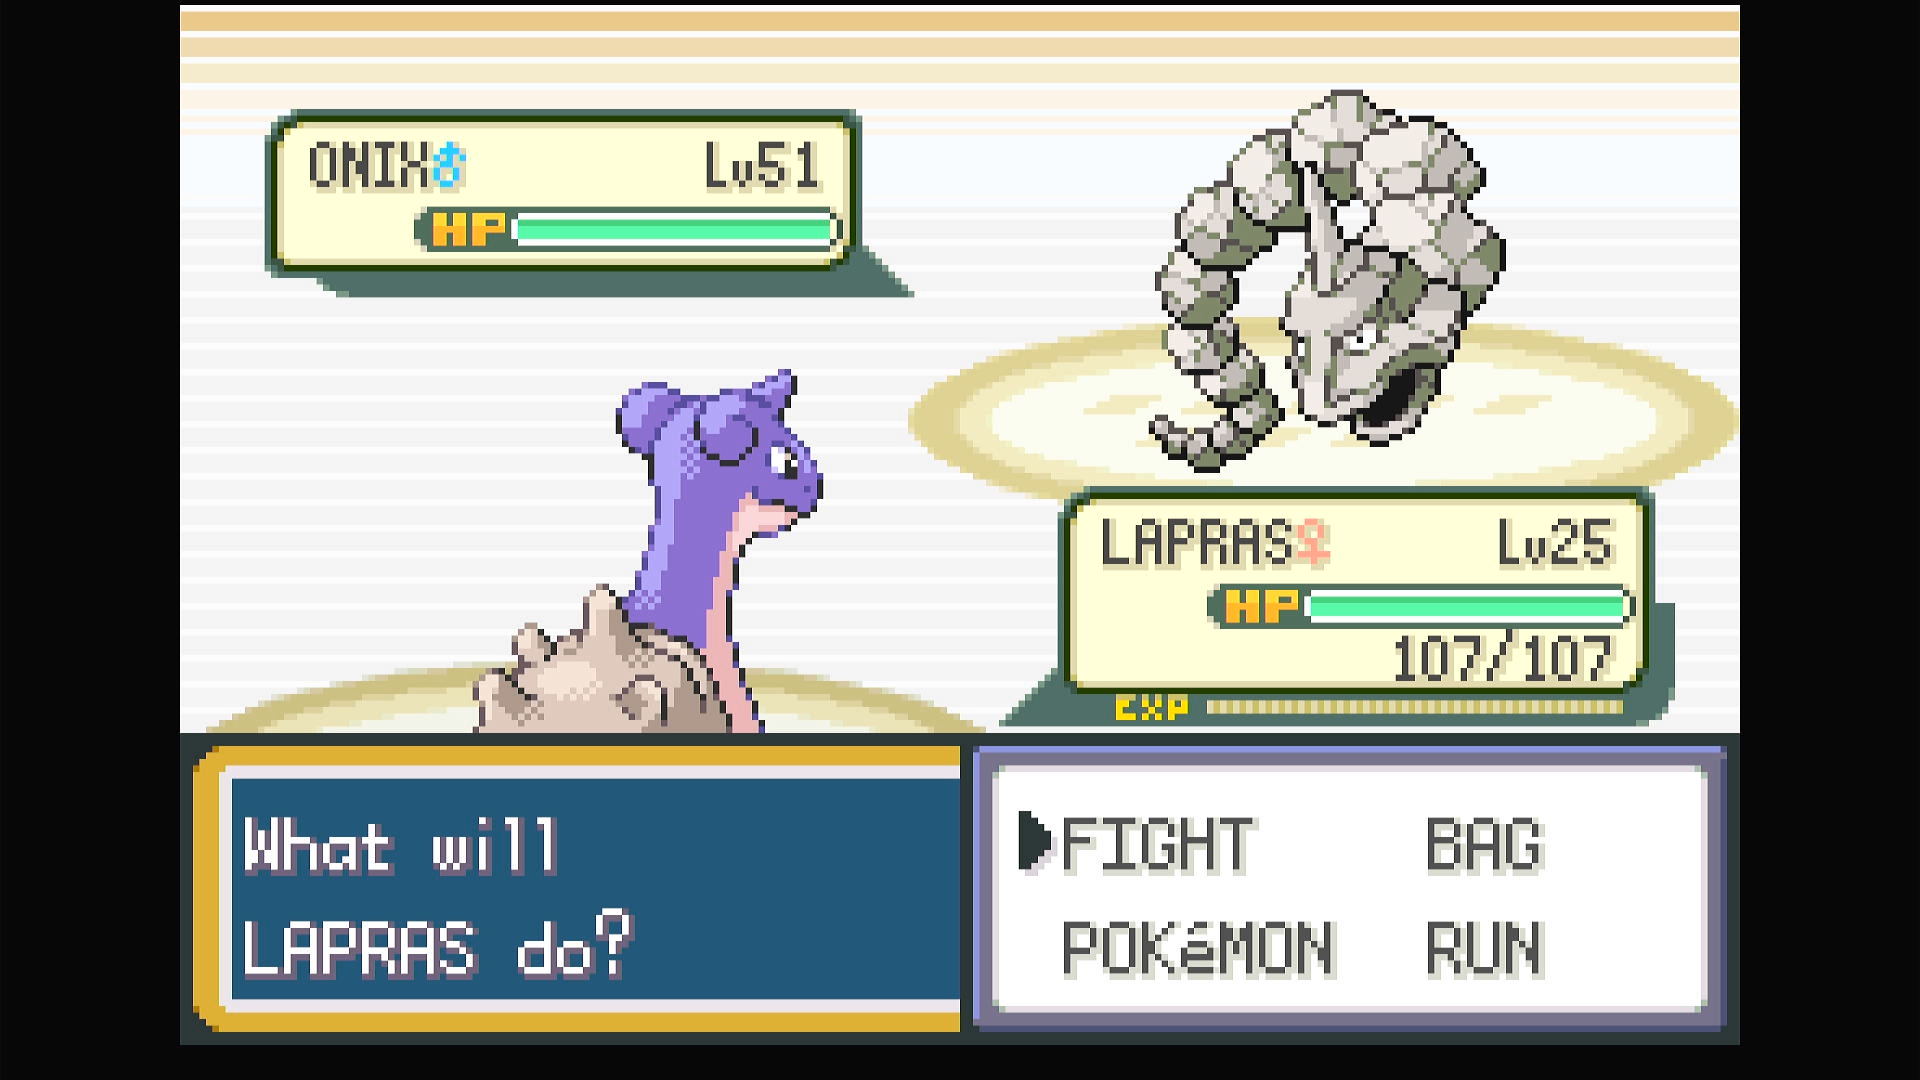 ONIX♂ Lv51
HP
LAPRAS♀ Lv25
HP
107/107
EXP
What will
LAPRAS do?
▶FIGHT BAG
POKéMON RUN